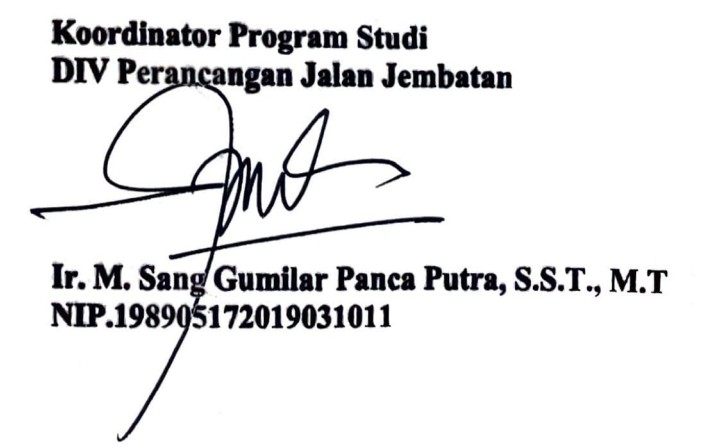 Koordinator Program Studi
DIV Perancangan Jalan Jembatan
Ir. M. Sang Gumilar Panca Putra, S.S.T., M.T
NIP.198905172019031011